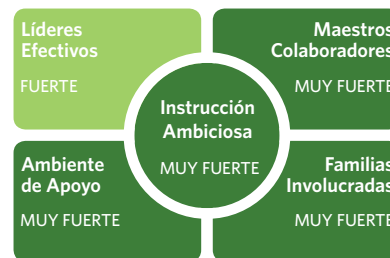 Líderes
Efectivos
FUERTE
Maestros
Colaboradores
MUY FUERTE
Instrucción
Ambiciosa
MUY FUERTE
Ambiente
de Apoyo
MUY FUERTE
Familias
Involucradas
MUY FUERTE